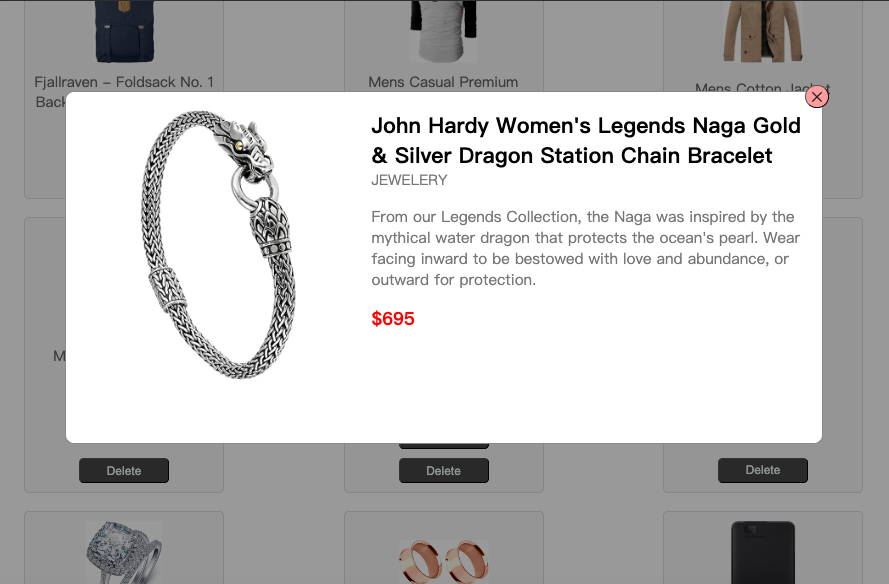 Fjallraven – Foldsack No. 1
Back
Mens Casual Premium
Mens Cotton Jacket
John Hardy Women's Legends Naga Gold
& Silver Dragon Station Chain Bracelet
JEWELERY
From our Legends Collection, the Naga was inspired by the
mythical water dragon that protects the ocean's pearl. Wear
facing inward to be bestowed with love and abundance, or
outward for protection.
$695
M
Delete
Delete
Delete